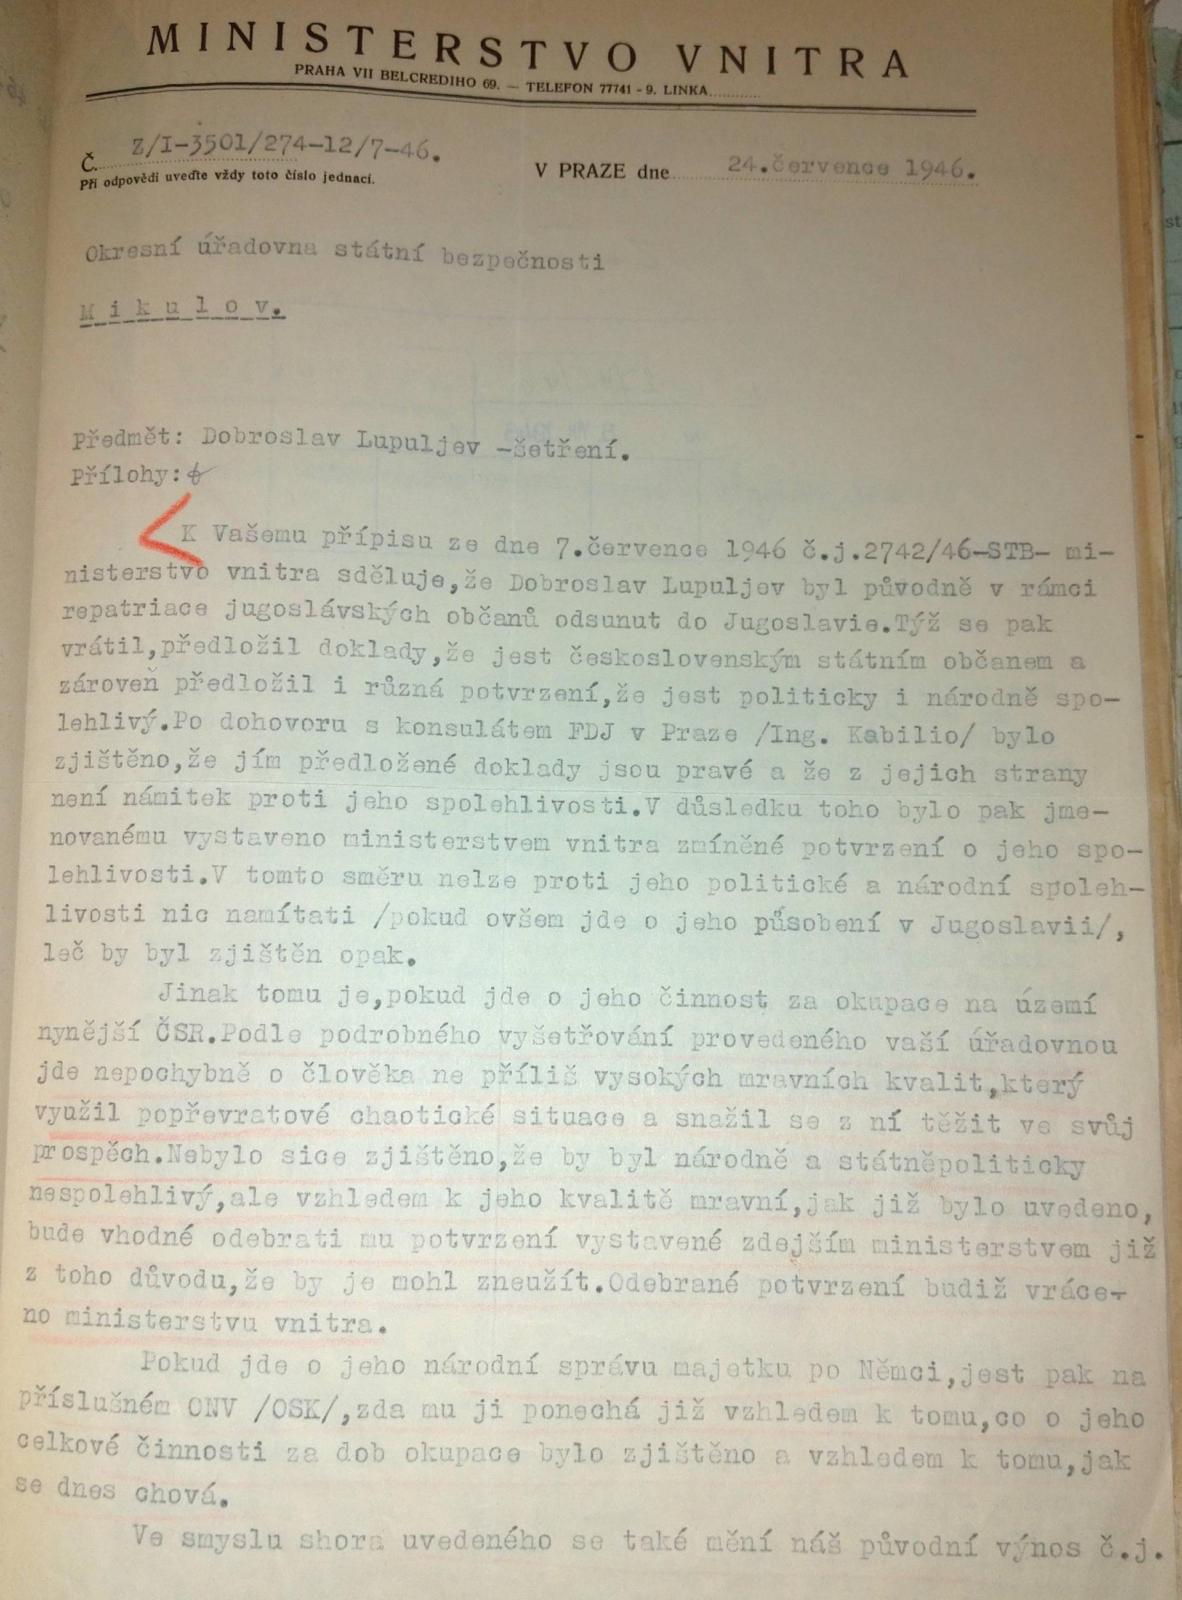 MINISTERSTVO VNITRA
PRAHA VII BELCREDIHO 69. — TELEFON 77741 - 9. LINKA
Č. Z/I-3501/274-12/7-46.
Při odpovědi uveďte vždy toto číslo jednací.
V PRAZE dne 24.července 1946.
Okresní úřadovna státní bezpečnosti
Mikulov.
Předmět: Dobroslav Lupuljev -šetření.
Přílohy:
K Vašemu přípisu ze dne 7.července 1946 č.j.2742/46-STB- mi-
nisterstvo vnitra sděluje,že Dobroslav Lupuljev byl původně v rámci
repatriace jugoslávských občanů odsunut do Jugoslavie.Týž se pak
vrátil,předložil doklady,že jest československým státním občanem a
zároveň předložil i různá potvrzení,že jest politicky i národně spo-
lehlivý.Po dohovoru s konsulátem FDJ v Praze /Ing. Kabilio/ bylo
zjištěno,že jím předložené doklady jsou pravé a že z jejich strany
není námitek proti jeho spolehlivosti.V důsledku toho bylo pak jme-
novanému vystaveno ministerstvem vnitra zmíněné potvrzení o jeho spo-
lehlivosti.V tomto směru nelze proti jeho politické a národní spoleh-
livosti nic namítati /pokud ovšem jde o jeho působení v Jugoslavii/,
leč by byl zjištěn opak.
Jinak tomu je,pokud jde o jeho činnost za okupace na území
nynější ČSR.Podle podrobného vyšetřování provedeného vaší úřadovnou
jde nepochybně o člověka ne příliš vysokých mravních kvalit,který
využil popřevratové chaotické situace a snažil se z ní těžit ve svůj
prospěch.Nebylo sice zjištěno,že by byl národně a státněpoliticky
nespolehlivý,ale vzhledem k jeho kvalitě mravní,jak již bylo uvedeno,
bude vhodné odebrati mu potvrzení vystavené zdejším ministerstvem již
z toho důvodu,že by je mohl zneužít.Odebrané potvrzení budiž vráce-
no ministerstvu vnitra.
Pokud jde o jeho národní správu majetku po Němci,jest pak na
příslušném ONV /OSK/,zda mu ji ponechá již vzhledem k tomu,co o jeho
celkové činnosti za dob okupace bylo zjištěno a vzhledem k tomu,jak
se dnes chová.
Ve smyslu shora uvedeného se také mění náš původní výnos č.j.